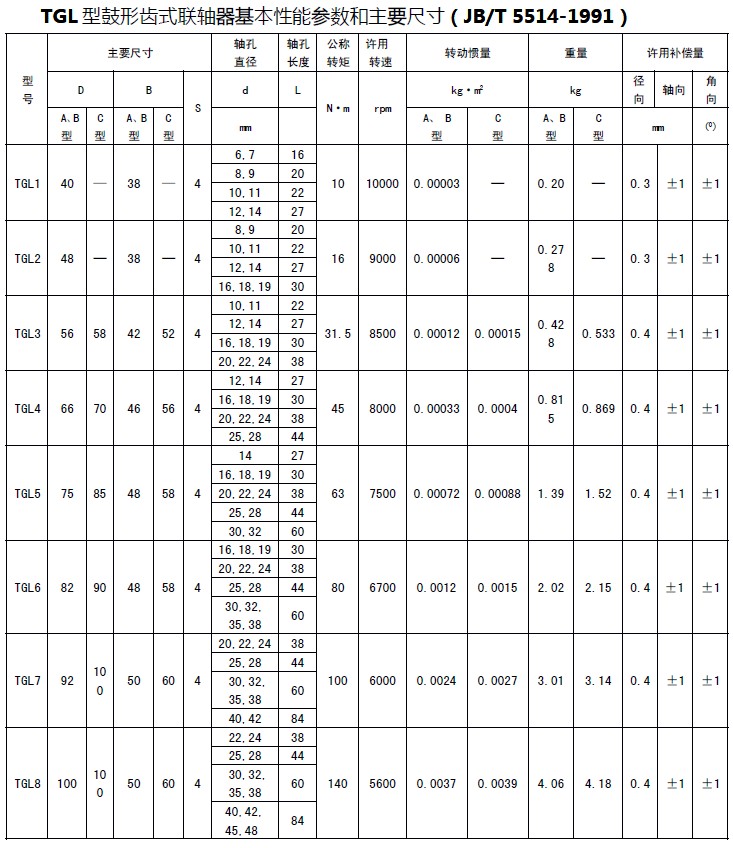 TGL 型鼓形齿式联轴器基本性能参数和主要尺寸（JB/T 5514-1991）
型号 主要尺寸 轴孔直径 轴孔长度 公称转矩 许用转速 转动惯量 重量 许用补偿量
D B S d L N·m rpm kg·m² kg 径向 轴向 角向
A、B型 C型 A、B型 C型 mm A、B型 C型 A、B型 C型 mm (⁰)
TGL1 40 — 38 — 4 6,7 16 10 10000 0.00003 — 0.20 — 0.3 ±1 ±1
8,9 20
10,11 22
12,14 27
TGL2 48 — 38 — 4 8,9 20 16 9000 0.00006 — 0.278 — 0.3 ±1 ±1
10,11 22
12,14 27
16,18,19 30
TGL3 56 58 42 52 4 10,11 22 31.5 8500 0.00012 0.00015 0.428 0.533 0.4 ±1 ±1
12,14 27
16,18,19 30
20,22,24 38
TGL4 66 70 46 56 4 12,14 27 45 8000 0.00033 0.0004 0.815 0.869 0.4 ±1 ±1
16,18,19 30
20,22,24 38
25,28 44
TGL5 75 85 48 58 4 14 27 63 7500 0.00072 0.00088 1.39 1.52 0.4 ±1 ±1
16,18,19 30
20,22,24 38
25,28 44
30,32 60
TGL6 82 90 48 58 4 16,18,19 30 80 6700 0.0012 0.0015 2.02 2.15 0.4 ±1 ±1
20,22,24 38
25,28 44
30,32,
35,38 60
TGL7 92 100 50 60 4 20,22,24 38 100 6000 0.0024 0.0027 3.01 3.14 0.4 ±1 ±1
25,28 44
30,32,
35,38 60
40,42 84
TGL8 100 100 50 60 4 22,24 38 140 5600 0.0037 0.0039 4.06 4.18 0.4 ±1 ±1
25,28 44
30,32,
35,38 60
40,42,
45,48 84